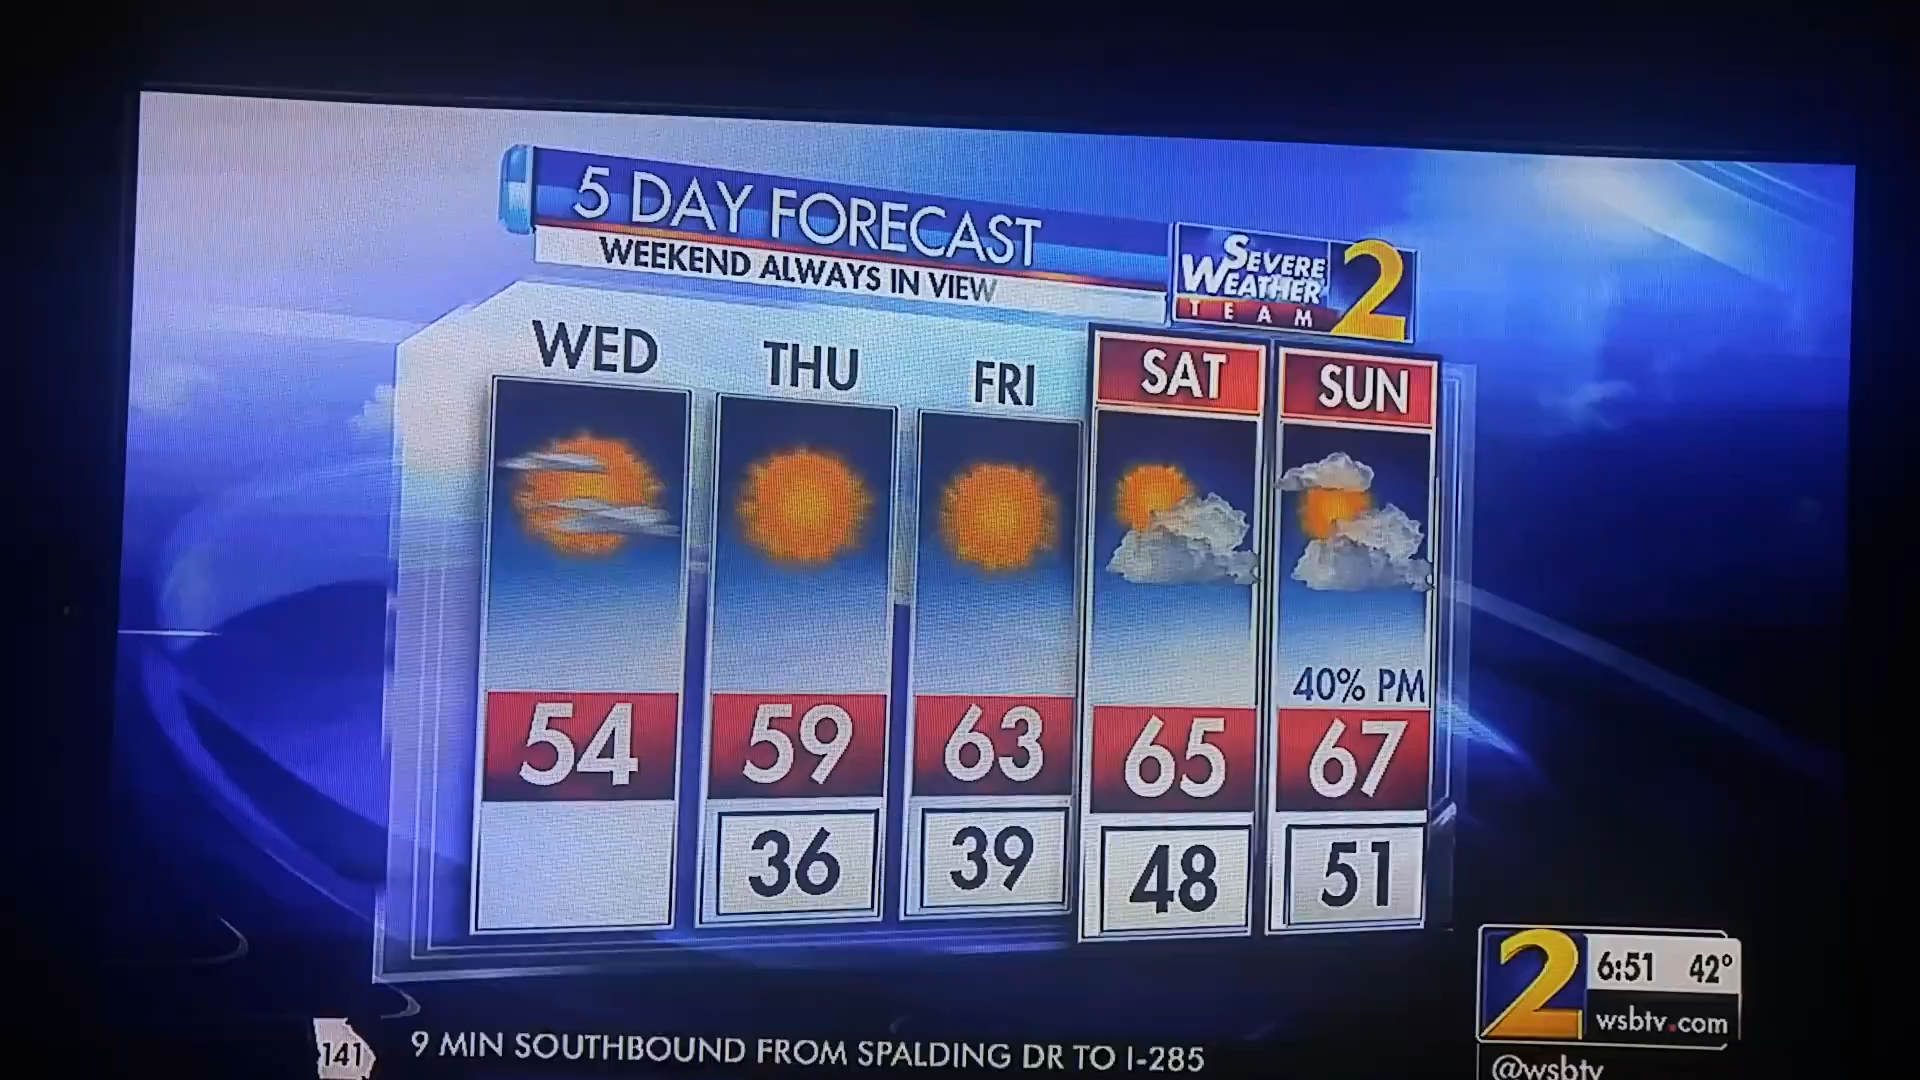 5 DAY FORECAST
WEEKEND ALWAYS IN VIEW
SEVERE
WEATHER
TEAM
2
WED THU FRI SAT SUN
40% PM
54 59 63 65 67
36 39 48 51
2
6:51 42°
wsbtv.com
@wsbtv
141
9 MIN SOUTHBOUND FROM SPALDING DR TO I-285